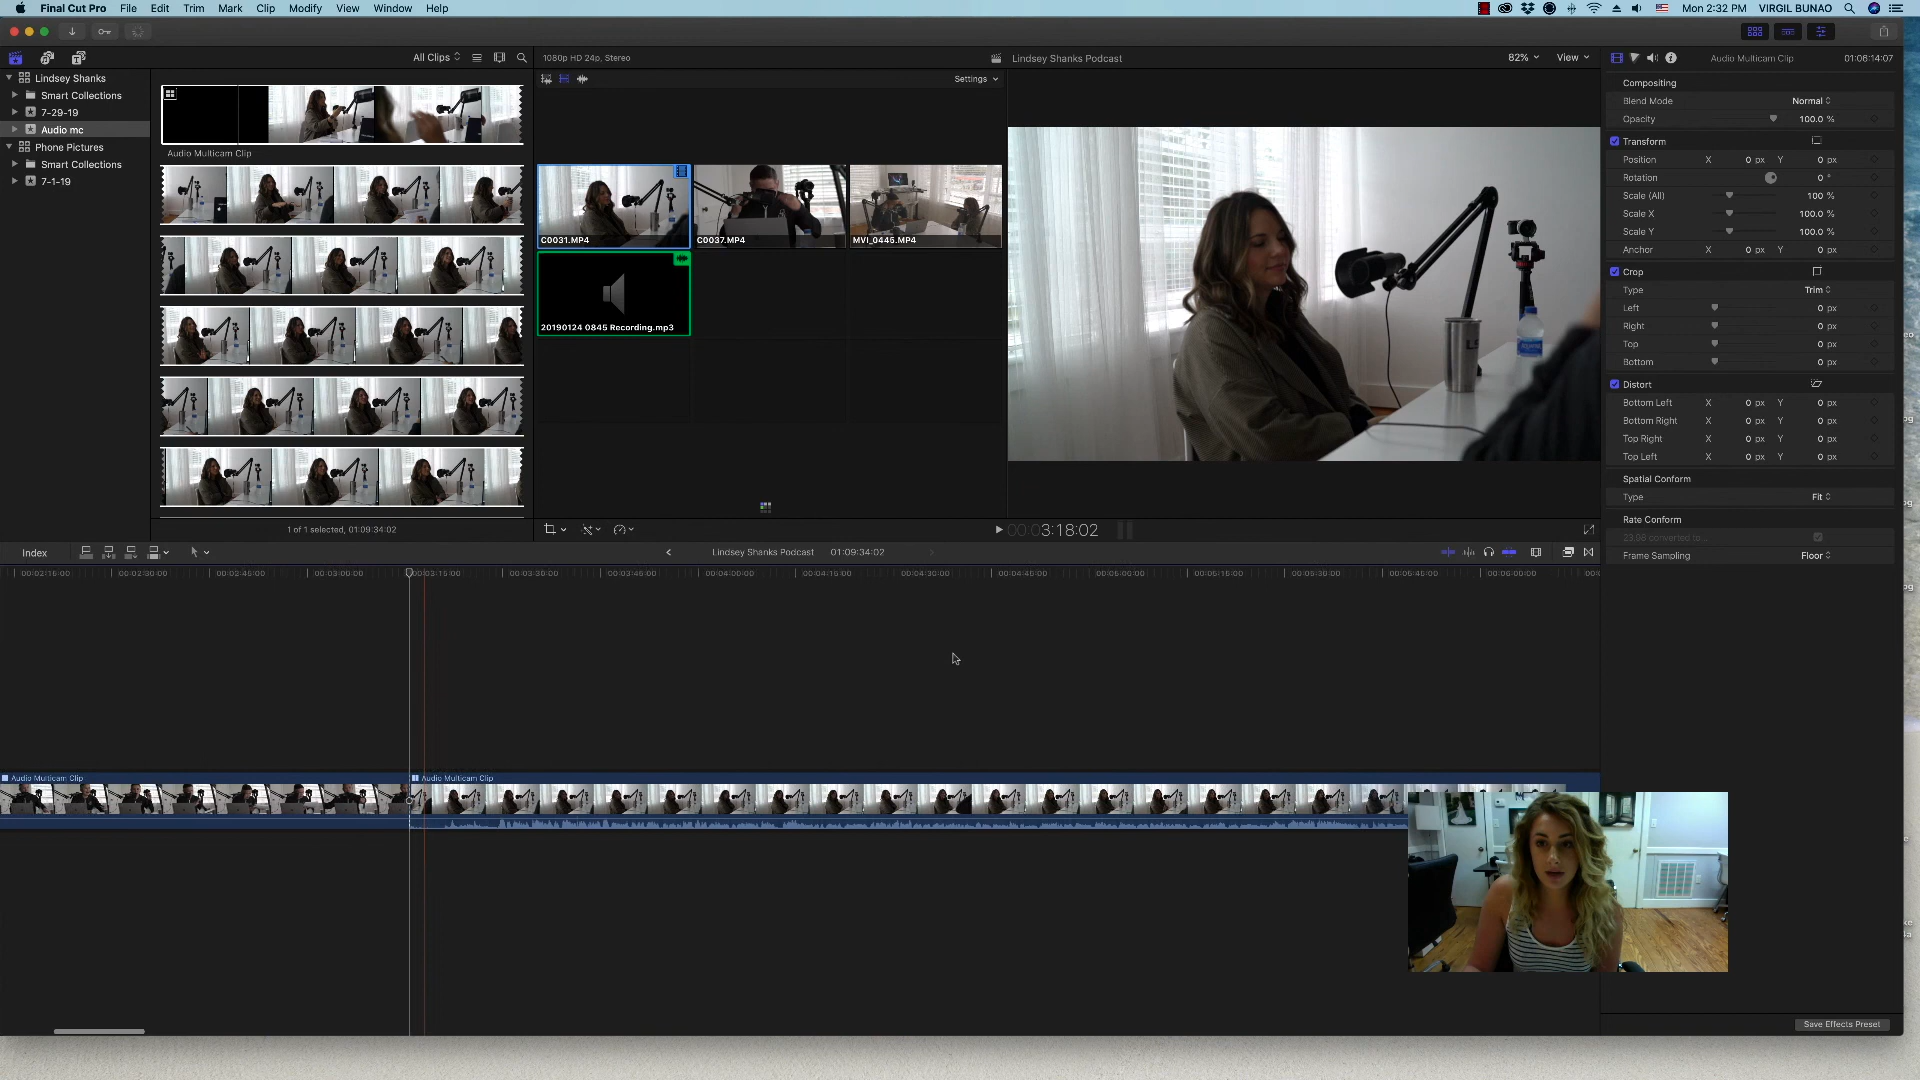 Final Cut Pro File Edit Trim Mark Clip Modify View Window Help
Mon 2:32 PM VIRGIL BUNAO
All Clips
1080p HD 24p, Stereo
Lindsey Shanks Podcast
82% View
Audio Multicam Clip
01:06:14:07
Lindsey Shanks
Smart Collections
7-29-19
Audio mc
Phone Pictures
Smart Collections
7-1-19
Audio Multicam Clip
1 of 1 selected, 01:09:34:02
Settings
C0031.MP4
C0037.MP4
MVI_0445.MP4
20190124 0845 Recording.mp3
3:18:02
Compositing
Blend Mode Normal
Opacity 100.0 %
Transform
Position X 0 px Y 0 px
Rotation 0 °
Scale (All) 100 %
Scale X 100.0 %
Scale Y 100.0 %
Anchor X 0 px Y 0 px
Crop
Type Trim
Left 0 px
Right 0 px
Top 0 px
Bottom 0 px
Distort
Bottom Left X 0 px Y 0 px
Bottom Right X 0 px Y 0 px
Top Right X 0 px Y 0 px
Top Left X 0 px Y 0 px
Spatial Conform
Type Fit
Rate Conform
23.98 converted to...
Frame Sampling Floor
Index
Lindsey Shanks Podcast 01:09:34:02
00:02:15:00 00:02:30:00 00:02:45:00 00:03:00:00 00:03:15:00 00:03:30:00 00:03:45:00 00:04:00:00 00:04:15:00 00:04:30:00 00:04:45:00 00:05:00:00 00:05:15:00 00:05:30:00 00:05:45:00 00:06:00:00
Audio Multicam Clip
Audio Multicam Clip
Save Effects Preset